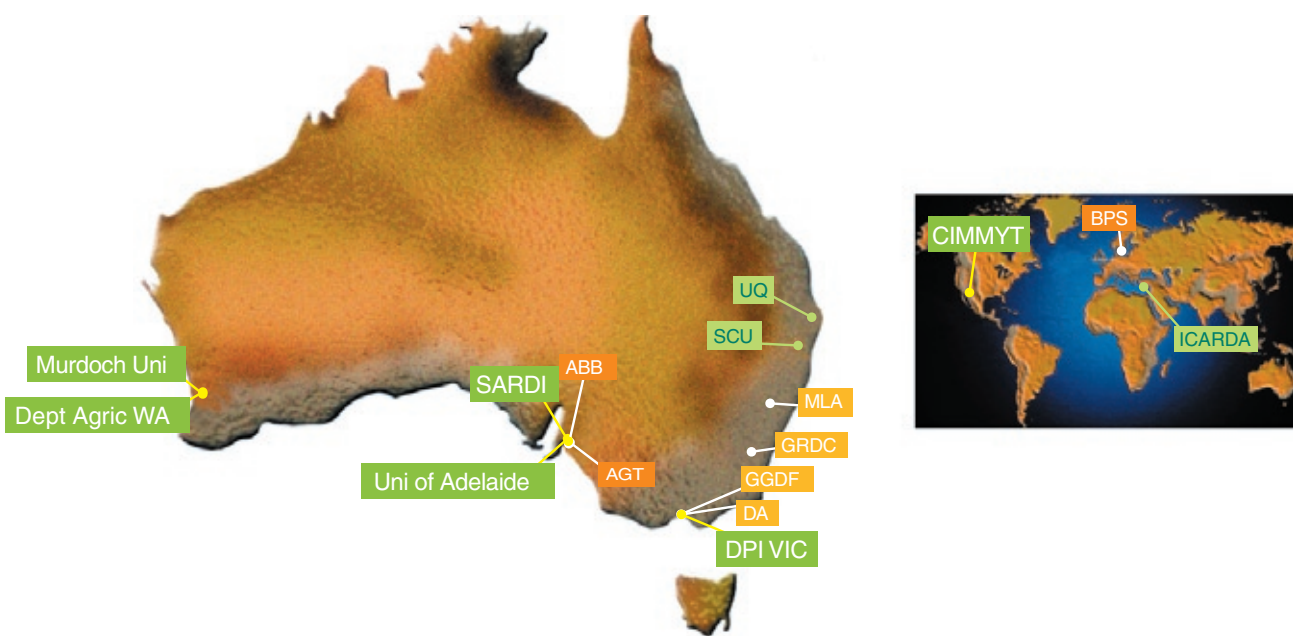 Murdoch Uni
Dept Agric WA
SARDI
ABB
Uni of Adelaide
AGT
UQ
SCU
MLA
GRDC
GGDF
DA
DPI VIC
CIMMYT
BPS
ICARDA